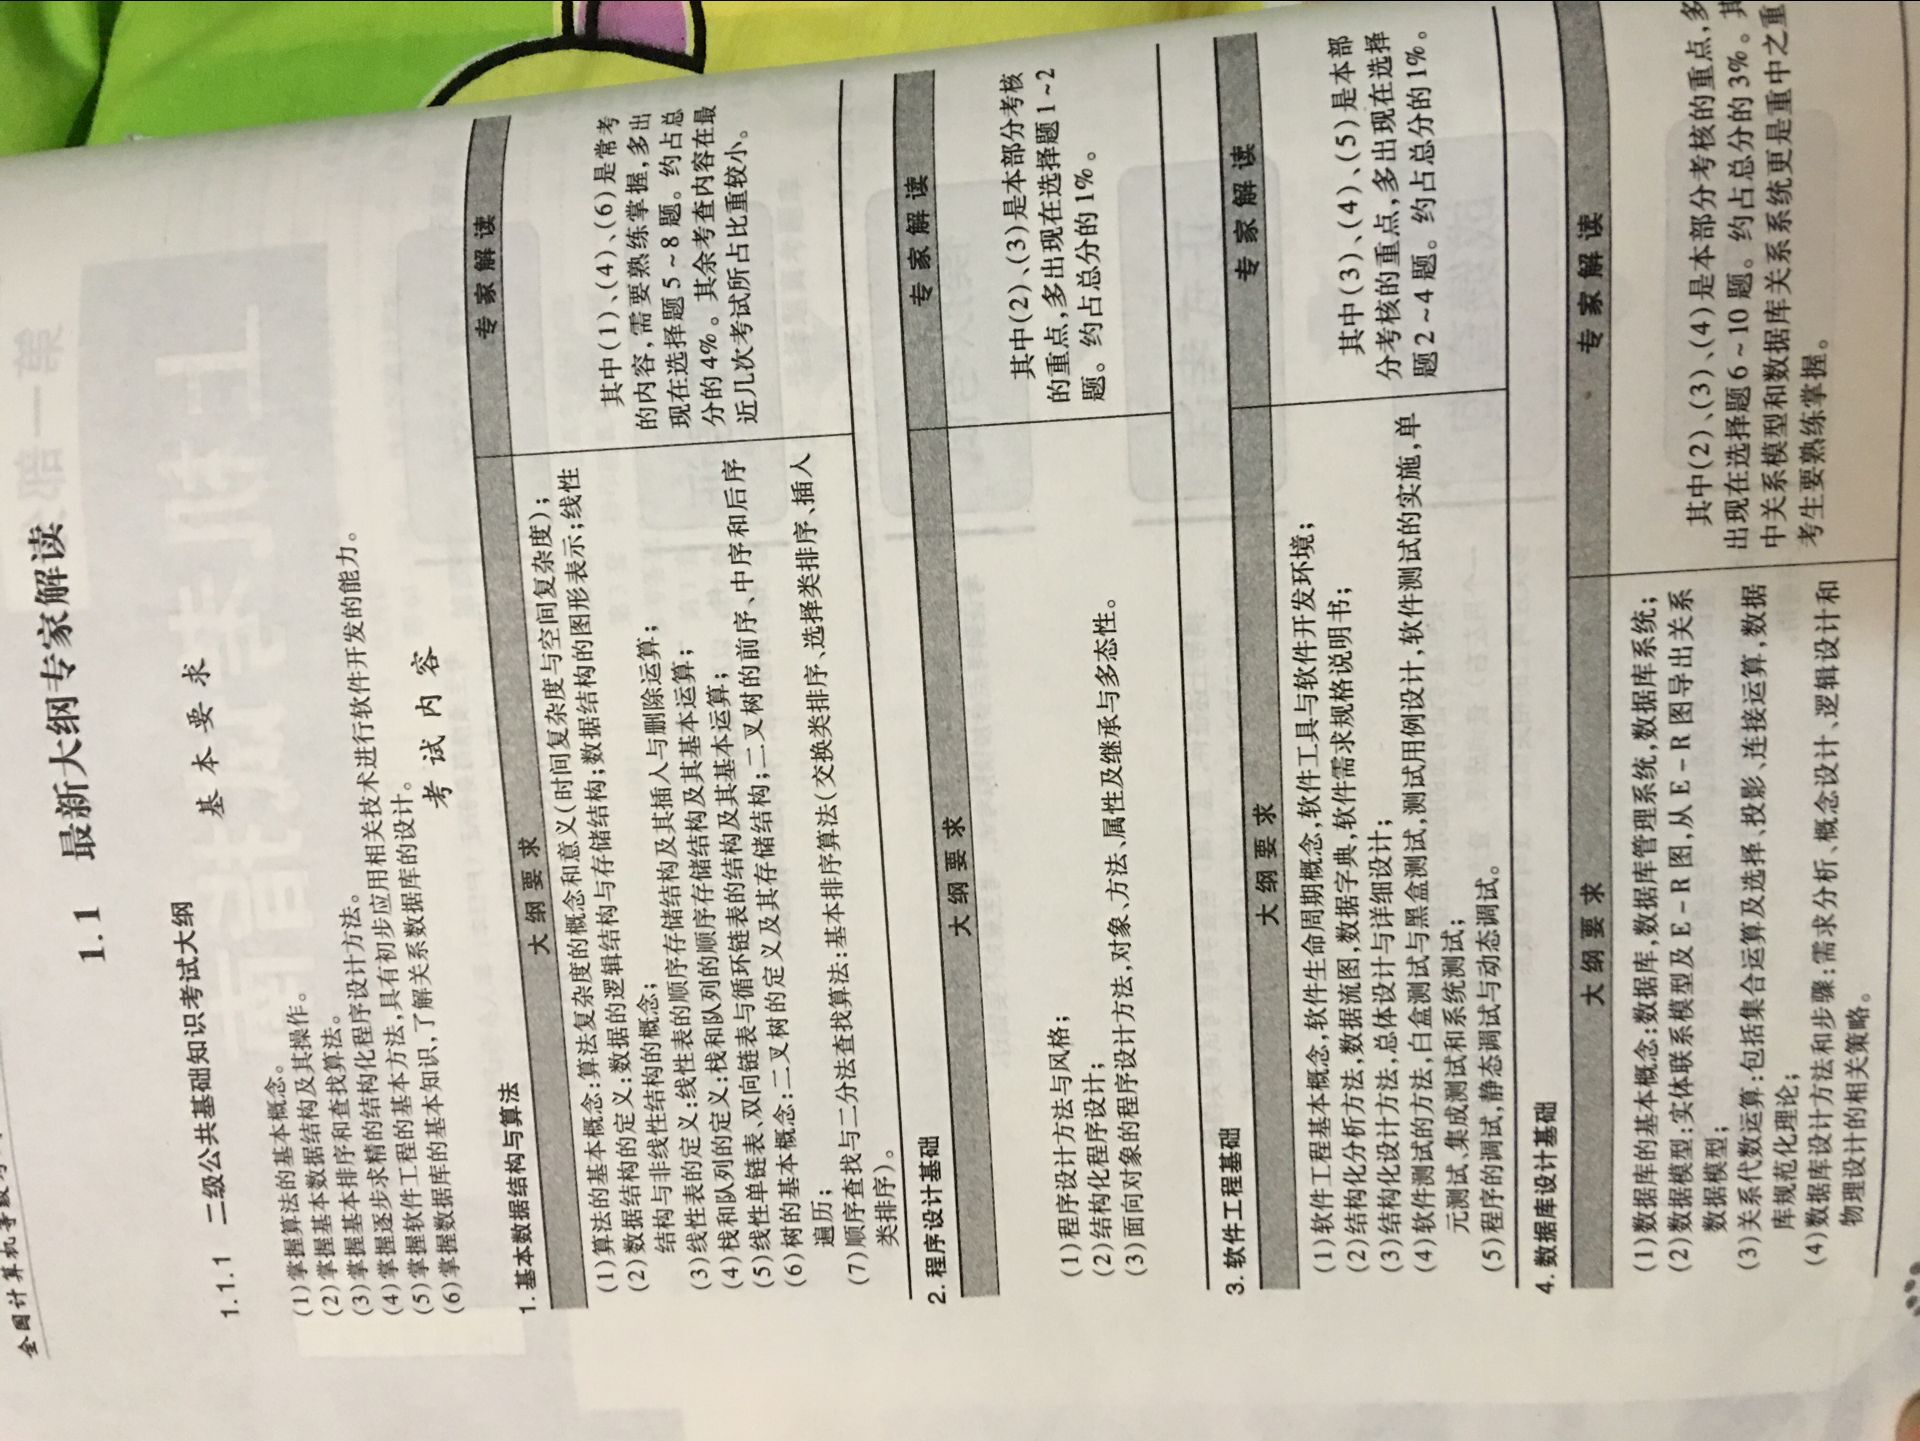 全国计算机等级考
1.1 最新大纲专家解读
1.1.1 二级公共基础知识考试大纲
基本要求
(1)掌握算法的基本概念。
(2)掌握基本数据结构及其操作。
(3)掌握基本排序和查找算法。
(4)掌握逐步求精的结构化程序设计方法。
(5)掌握软件工程的基本方法,具有初步应用相关技术进行软件开发的能力。
(6)掌握数据库的基本知识,了解关系数据库的设计。
考试内容
1.基本数据结构与算法
大纲要求
专家解读
(1)算法的基本概念:算法复杂度的概念和意义(时间复杂度与空间复杂度);
(2)数据结构的定义:数据的逻辑结构与存储结构;数据结构的图形表示;线性
结构与非线性结构的概念;
(3)线性表的定义:线性表的顺序存储结构及其插入与删除运算;
(4)栈和队列的定义:栈和队列的顺序存储结构及其基本运算;
(5)线性单链表、双向链表与循环链表的结构及其基本运算;
(6)树的基本概念:二叉树的定义及其存储结构;二叉树的前序、中序和后序
遍历;
(7)顺序查找与二分法查找算法:基本排序算法(交换类排序、选择类排序、插入
类排序)。
其中(1)、(4)、(6)是常考
的内容,需要熟练掌握,多出
现在选择题5~8题。约占总
分的4%。其余考查内容在最
近几次考试所占比重较小。
2.程序设计基础
大纲要求
专家解读
(1)程序设计方法与风格;
(2)结构化程序设计;
(3)面向对象的程序设计方法,对象、方法、属性及继承与多态性。
其中(2)、(3)是本部分考核
的重点,多出现在选择题1~2
题。约占总分的1%。
3.软件工程基础
大纲要求
专家解读
(1)软件工程基本概念,软件生命周期概念,软件工具与软件开发环境;
(2)结构化分析方法,数据流图,数据字典,软件需求规格说明书;
(3)结构化设计方法,总体设计与详细设计;
(4)软件测试的方法,白盒测试与黑盒测试,测试用例设计,软件测试的实施,单
元测试、集成测试和系统测试;
(5)程序的调试,静态调试与动态调试。
其中(3)、(4)、(5)是本部
分考核的重点,多出现在选择
题2~4题。约占总分的1%。
4.数据库设计基础
大纲要求
专家解读
(1)数据库的基本概念:数据库,数据库管理系统,数据库系统;
(2)数据模型:实体联系模型及E-R图,从E-R图导出关系
数据模型;
(3)关系代数运算:包括集合运算及选择、投影、连接运算,数据
库规范化理论;
(4)数据库设计方法和步骤:需求分析、概念设计、逻辑设计和
物理设计的相关策略。
其中(2)、(3)、(4)是本部分考核的重点,多
出现在选择题6~10题。约占总分的3%。其
中关系模型和数据库关系系统更是重中之重
考生要熟练掌握。